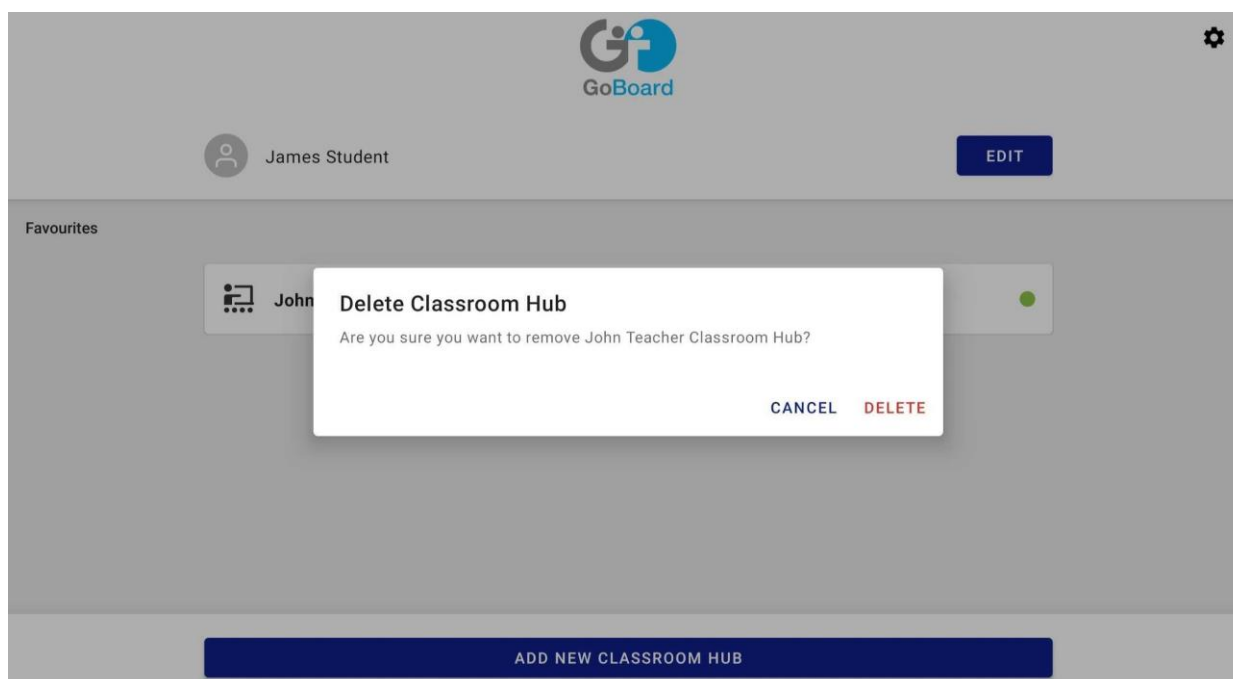 GoBoard
James Student
EDIT
Favourites
John
Delete Classroom Hub
Are you sure you want to remove John Teacher Classroom Hub?
CANCEL DELETE
ADD NEW CLASSROOM HUB